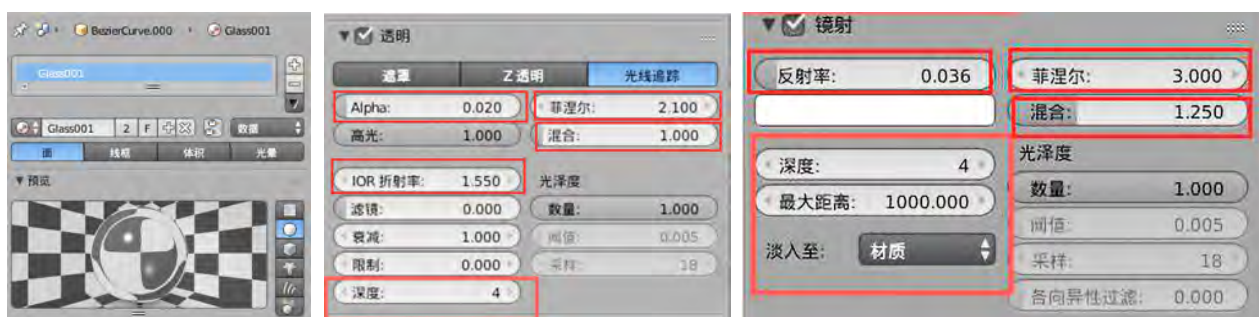 BezierCurve.000 Glass001
Glass001
Glass001 2 F 数据
面 线框 体积 光晕
预览
透明
遮罩 Z 透明 光线追踪
Alpha: 0.020 菲涅尔: 2.100
高光: 1.000 混合: 1.000
IOR 折射率: 1.550 光泽度
滤镜: 0.000 数量: 1.000
衰减: 1.000 阈值: 0.005
限制: 0.000 采样: 18
深度: 4
镜射
反射率: 0.036 菲涅尔: 3.000
混合: 1.250
深度: 4 光泽度
最大距离: 1000.000 数量: 1.000
阈值: 0.005
淡入至: 材质 采样: 18
各向异性过滤: 0.000